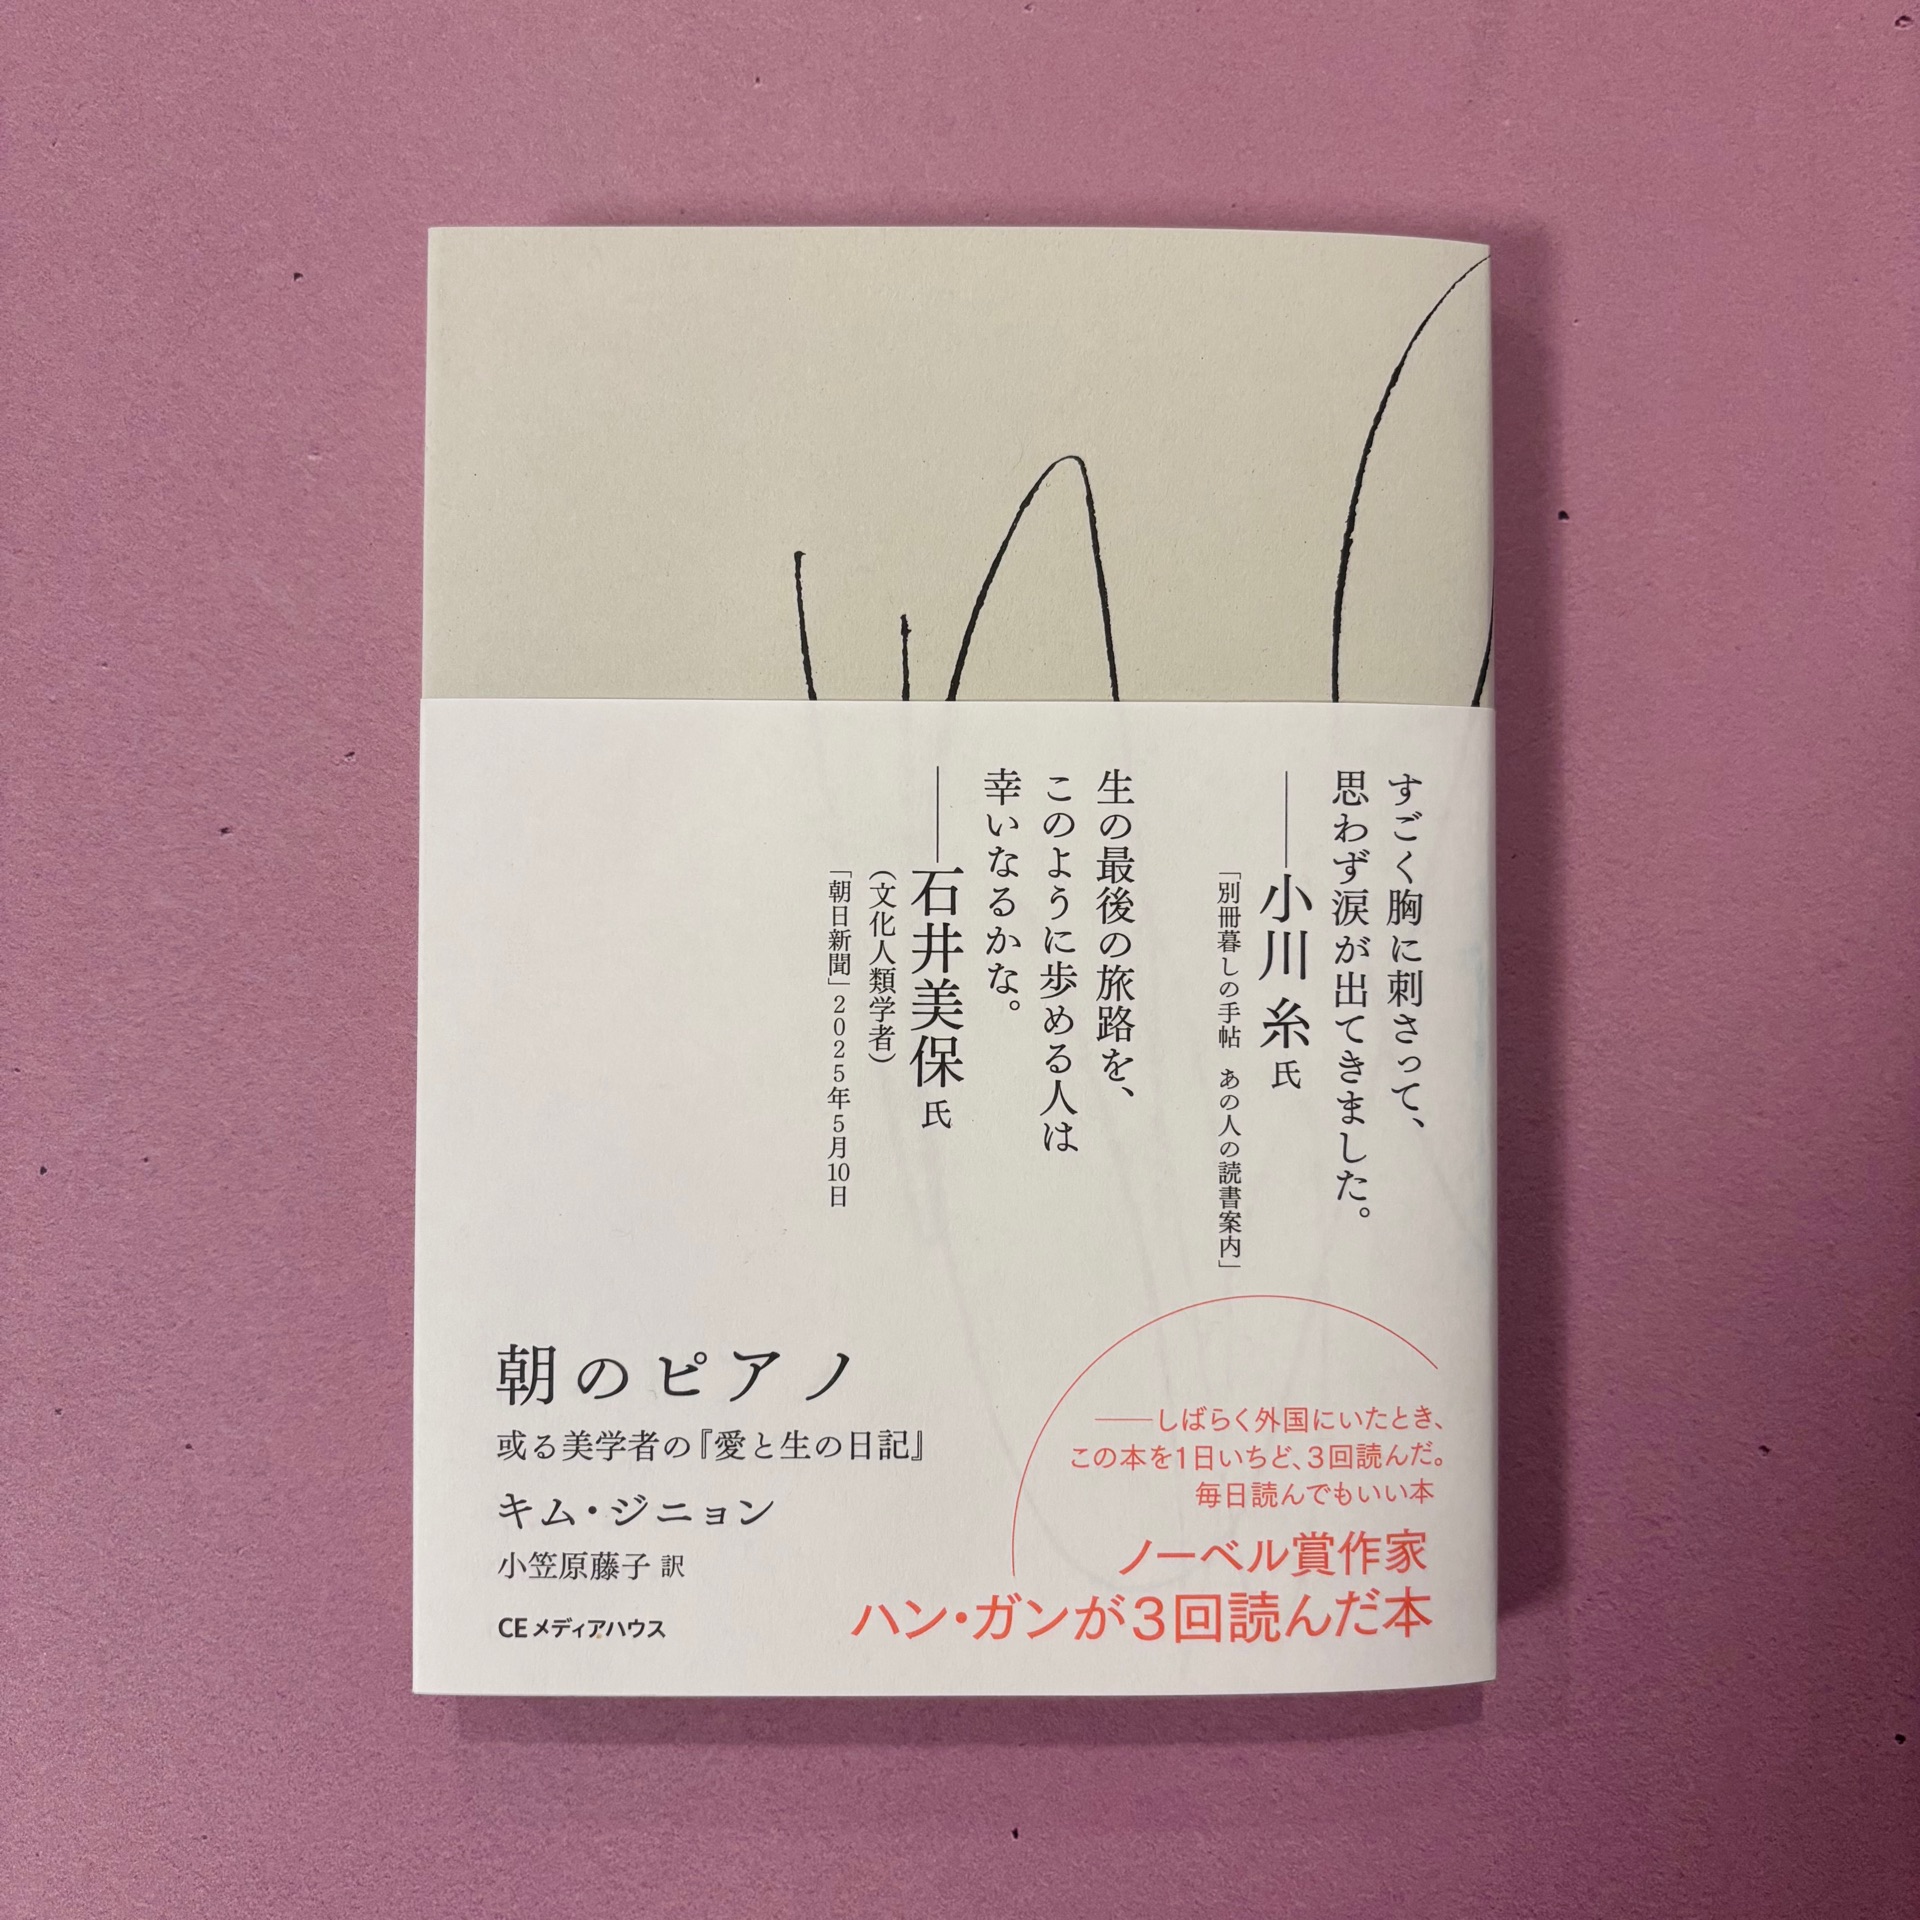 すごく胸に刺さって、
思わず涙が出てきました。
――小川 糸 氏
「別冊暮しの手帖 あの人の読書案内」
生の最後の旅路を、
このように歩める人は
幸いなるかな。
――石井美保 氏
(文化人類学者)
「朝日新聞」2025年5月10日
朝のピアノ
或る美学者の『愛と生の日記』
キム・ジニョン
小笠原藤子 訳
CEメディアハウス
――しばらく外国にいたとき、
この本を1日いちど、3回読んだ。
毎日読んでもいい本
ノーベル賞作家
ハン・ガンが3回読んだ本